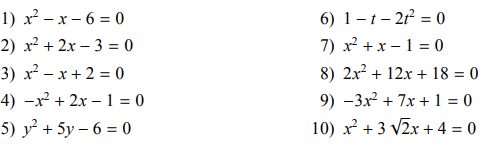 1) x² – x – 6 = 0
2) x² + 2x – 3 = 0
3) x² – x + 2 = 0
4) –x² + 2x – 1 = 0
5) y² + 5y – 6 = 0
6) 1 – t – 2t² = 0
7) x² + x – 1 = 0
8) 2x² + 12x + 18 = 0
9) –3x² + 7x + 1 = 0
10) x² + 3 √2x + 4 = 0